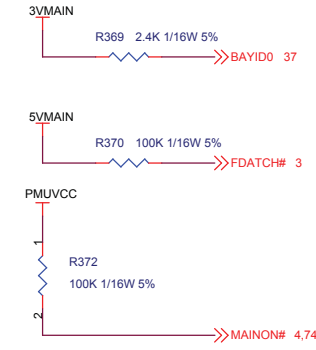 3VMAIN
R369 2.4K 1/16W 5%
BAYID0 37
5VMAIN
R370 100K 1/16W 5%
FDATCH# 3
PMUVCC
1
R372
100K 1/16W 5%
2
MAINON# 4,74